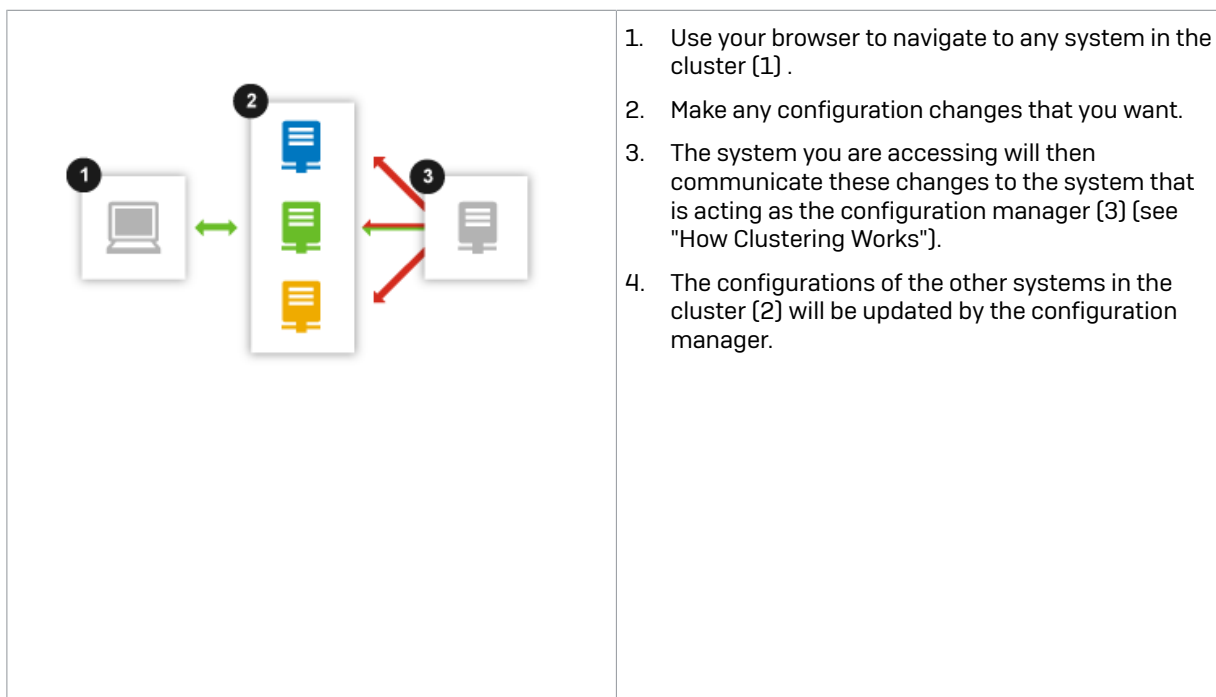 2
1
3
1. Use your browser to navigate to any system in the
cluster (1) .
2. Make any configuration changes that you want.
3. The system you are accessing will then
communicate these changes to the system that
is acting as the configuration manager (3) (see
"How Clustering Works").
4. The configurations of the other systems in the
cluster (2) will be updated by the configuration
manager.